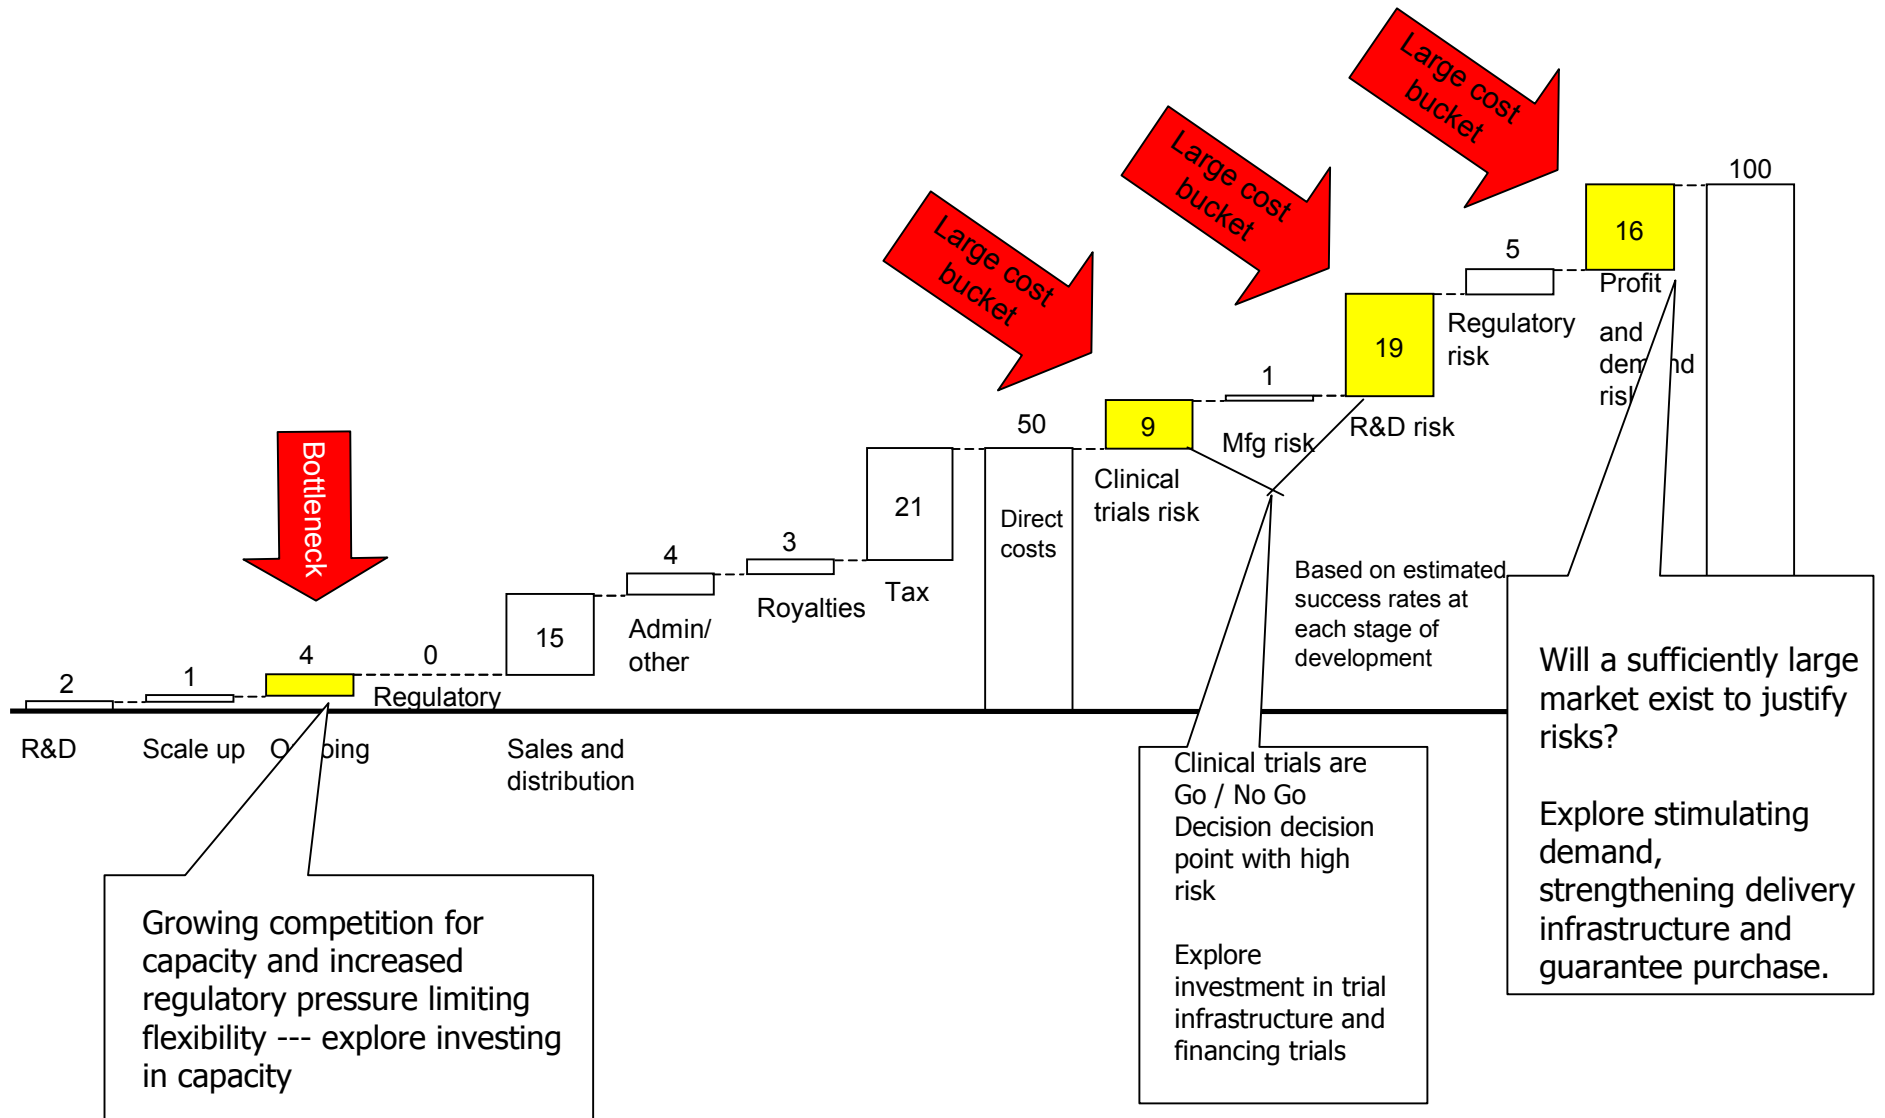 Large cost
bucket
Large cost
bucket
Large cost
bucket
Bottleneck
2
1
4
0
15
4
3
21
50
9
1
19
5
16
100
R&D
Scale up
Regulatory
Sales and
distribution
Admin/
other
Royalties
Tax
Direct
costs
Clinical
trials risk
Mfg risk
R&D risk
Regulatory
risk
Profit
and
Based on estimated
success rates at
each stage of
development
Growing competition for
capacity and increased
regulatory pressure limiting
flexibility --- explore investing
in capacity
Clinical trials are
Go / No Go
Decision decision
point with high
risk
Explore
investment in trial
infrastructure and
financing trials
Will a sufficiently large
market exist to justify
risks?
Explore stimulating
demand,
strengthening delivery
infrastructure and
guarantee purchase.